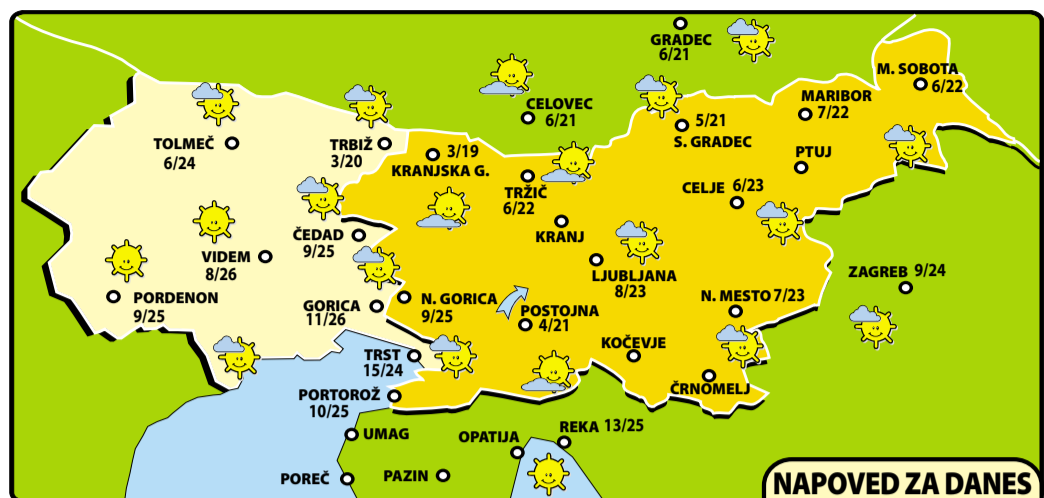 GRADEC
6/21
M. SOBOTA
6/22
MARIBOR
7/22
CELOVEC
6/21
5/21
S. GRADEC
TOLMEČ
6/24
TRBIŽ
3/20
3/19
KRANJSKA G.
PTUJ
TRŽIČ
6/22
CELJE 6/23
KRANJ
ČEDAD
9/25
VIDEM
8/26
LJUBLJANA
8/23
ZAGREB 9/24
PORDENON
9/25
GORICA
11/26
N. GORICA
9/25
POSTOJNA
4/21
N. MESTO 7/23
KOČEVJE
TRST
15/24
ČRNOMELJ
PORTOROŽ
10/25
UMAG
OPATIJA
REKA 13/25
POREČ
PAZIN
NAPOVED ZA DANES